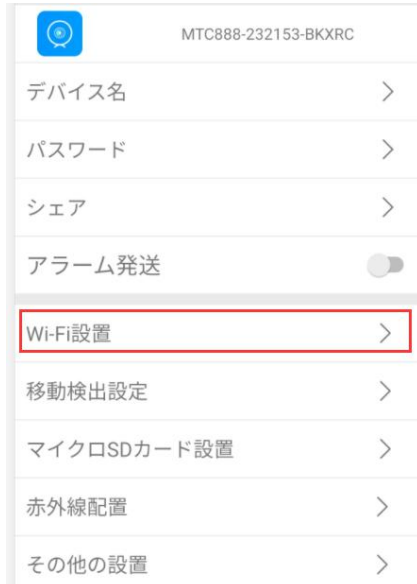 MTC888-232153-BKXRC
デバイス名
パスワード
シェア
アラーム発送
Wi-Fi設置
移動検出設定
マイクロSDカード設置
赤外線配置
その他の设置